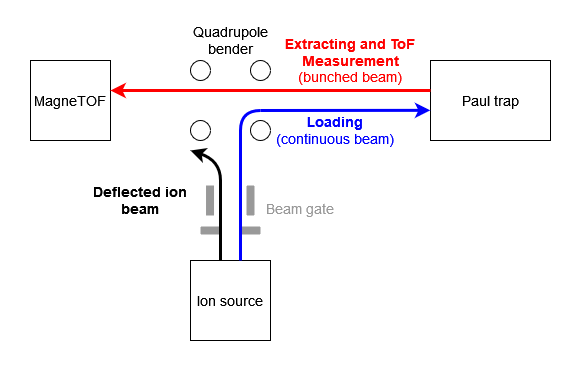 Quadrupole
bender
Extracting and ToF
Measurement
(bunched beam)
MagneTOF
Paul trap
Loading
(continuous beam)
Deflected ion
beam
Beam gate
Ion source